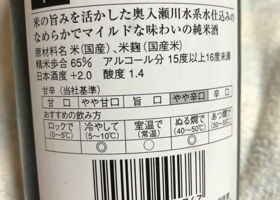 米の旨みを活かした奥入瀬川水系水仕込みの
なめらかでマイルドな味わいの純米酒
原材料名 米(国産)、米麹(国産米)
精米歩合 65% アルコール分 15度以上16度未満
日本酒度 +2.0 酸度 1.4
甘辛(当社基準)
甘口 やや甘口 やや辛口 辛口
おすすめの飲み方
ロックで(0℃) 冷やして(5〜10℃) 室温で(常温) ぬる燗で(40〜50℃) あつ燗で(50℃〜)
○ ◎ ○ ◎ ○